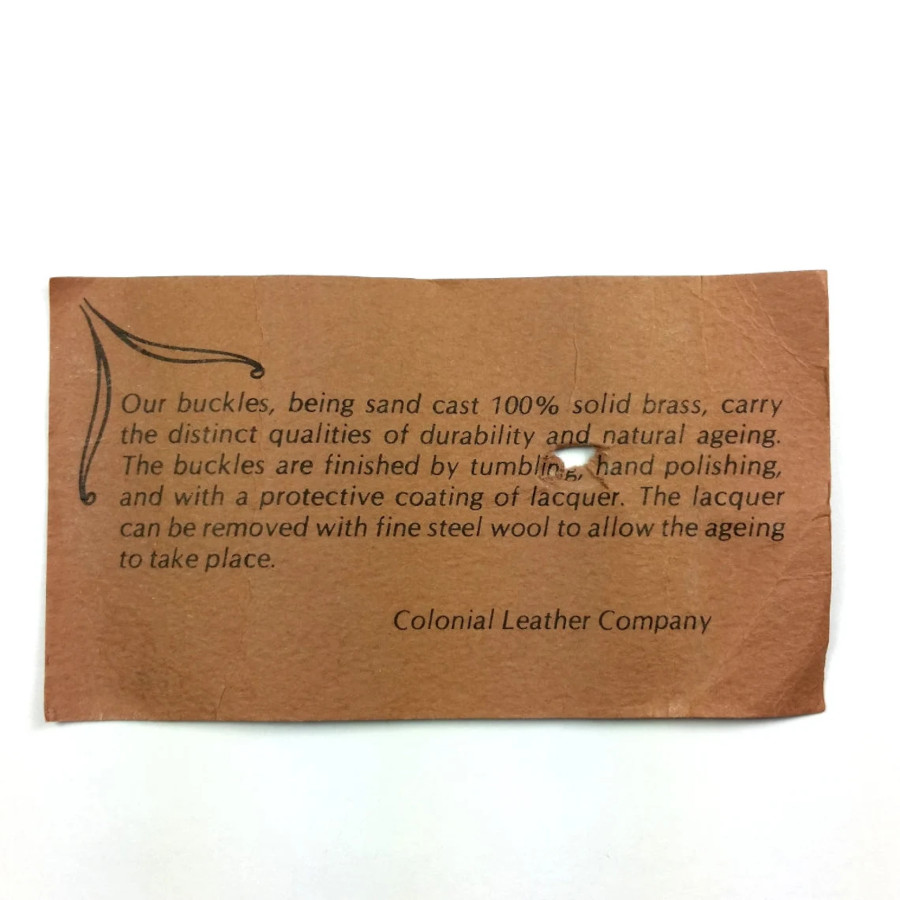 Our buckles, being sand cast 100% solid brass, carry
the distinct qualities of durability and natural ageing.
The buckles are finished by tumbling, hand polishing,
and with a protective coating of lacquer. The lacquer
can be removed with fine steel wool to allow the ageing
to take place.
Colonial Leather Company